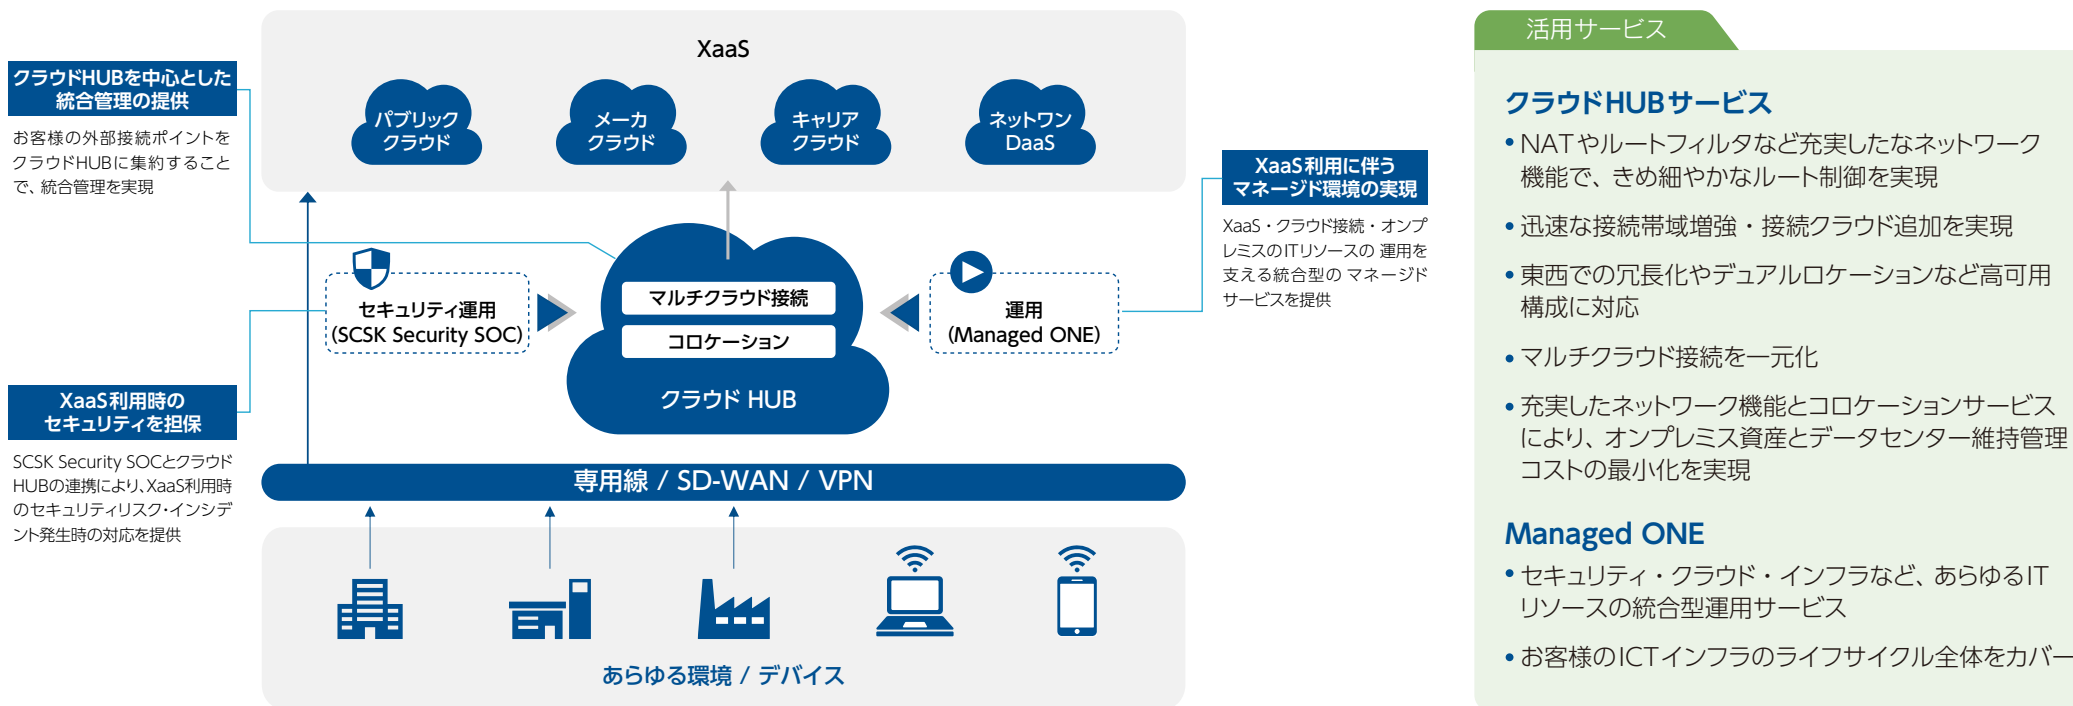 XaaS
パブリック
クラウド
メーカ
クラウド
キャリア
クラウド
ネットワン
DaaS
クラウドHUBを中心とした
統合管理の提供
お客様の外部接続ポイントを
クラウドHUBに集約すること
で、統合管理を実現
XaaS利用に伴う
マネージド環境の実現
XaaS・クラウド接続・オンプ
レミスのITリソースの 運用を
支える統合型の マネージド
サービスを提供
セキュリティ運用
(SCSK Security SOC)
マルチクラウド接続
コロケーション
クラウド HUB
運用
(Managed ONE)
XaaS利用時の
セキュリティを担保
SCSK Security SOCとクラウド
HUBの連携により、XaaS利用時
のセキュリティリスク・インシデ
ント発生時の対応を提供
専用線 / SD-WAN / VPN
あらゆる環境 / デバイス
活用サービス
クラウドHUBサービス
• NATやルートフィルタなど充実したなネットワーク
機能で、きめ細やかなルート制御を実現
• 迅速な接続帯域増強・接続クラウド追加を実現
• 東西での冗長化やデュアルロケーションなど高可用
構成に対応
• マルチクラウド接続を一元化
• 充実したネットワーク機能とコロケーションサービス
により、オンプレミス資産とデータセンター維持管理
コストの最小化を実現
Managed ONE
• セキュリティ・クラウド・インフラなど、あらゆるIT
リソースの統合型運用サービス
• お客様のICTインフラのライフサイクル全体をカバー